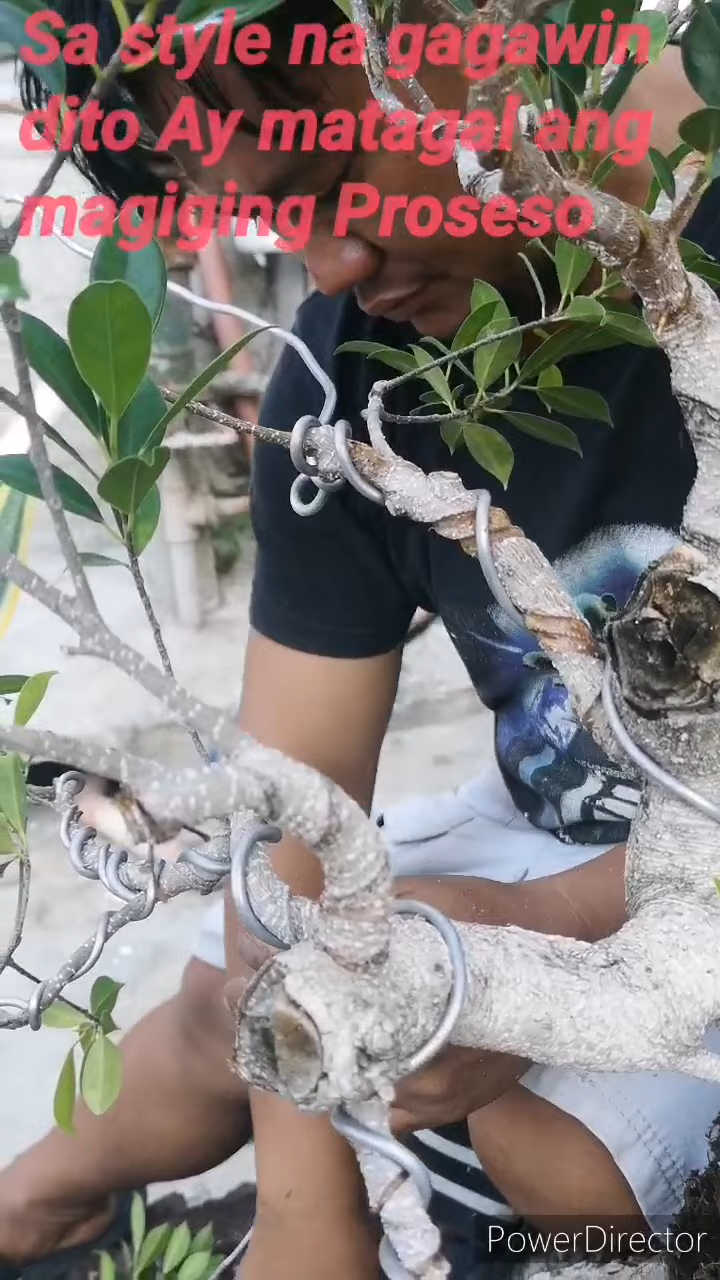 Sa style na gagawin
dito Ay matagal ang
magiging Proseso
PowerDirector